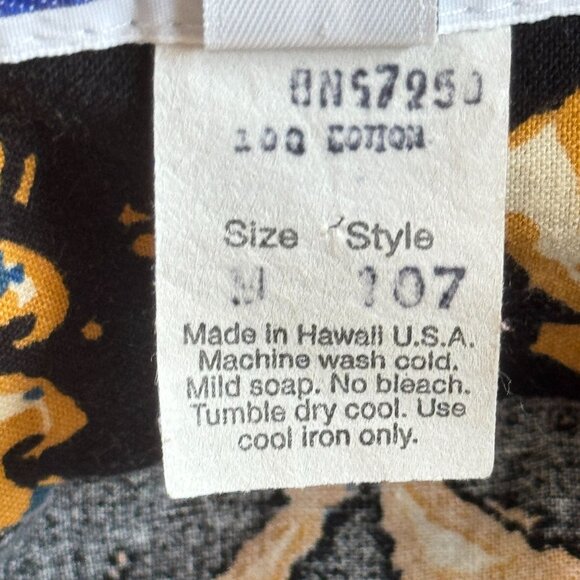 RN57950
100 COTTON
Size Style
M 107
Made in Hawaii U.S.A.
Machine wash cold.
Mild soap. No bleach.
Tumble dry cool. Use
cool iron only.